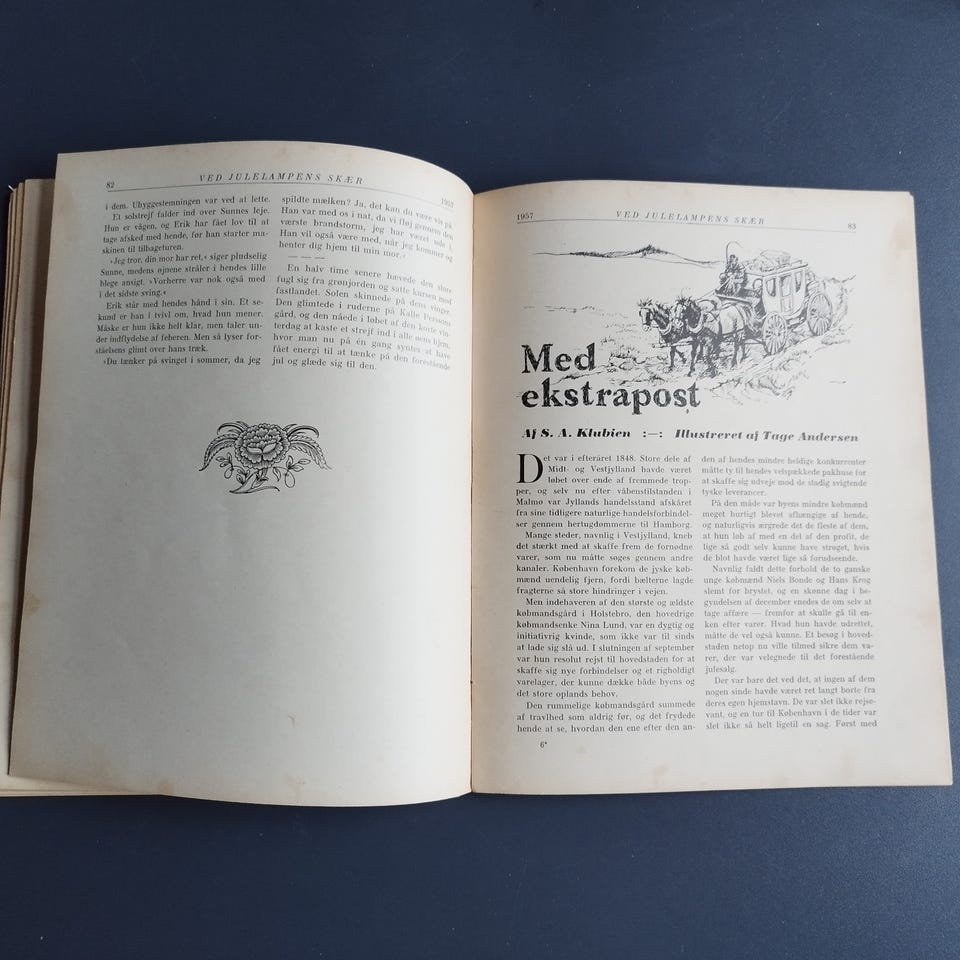 82
VED JULELAMPENS SKÆR
1957
i dem. Uhyggestemningen var ved at lette.
Et solstrejf falder ind over Sunnes leje.
Hun er vågen, og Erik har fået lov til at
tage afsked med hende, før han starter ma-
skinen til tilbageturen.
»Jeg tror, din mor har ret,« siger pludselig
Sunne, medens øjnene stråler i hendes lille
blege ansigt. »Vorherre var nok også med
i det sidste sving.«
Erik står med hendes hånd i sin. Et se-
kund er han i tvivl om, hvad hun mener.
Måske er hun ikke helt klar, men taler un-
der indflydelse af feberen. Men så lyser for-
ståelsens glimt over hans træk.
»Du tænker på svinget i sommer, da jeg
spildte mælken? Ja, det kan du være vis på
Han var med os i nat, da vi fløj gennem den
værste brandstorm, jeg har været ude i.
Han vil også være med, når jeg kommer og
henter dig hjem til min mor.«
— — —
En halv time senere hævede den store
fugl sig fra grønjorden og satte kursen mod
fastlandet. Solen skinnede på dens vinger.
Den glimtede i ruderne på Kalle Perssons
gård, og den nåede i løbet af den korte vin-
terdag at kaste et strejf ind i alle de hjem,
hvor man nu på én gang syntes at have
fået energi til at tænke på den forestående
jul og glæde sig til den.
1957
VED JULELAMPENS SKÆR
83
Med
ekstrapost
Af S. A. Klubien :–: Illustreret af Tage Andersen
Det var i efteråret 1848. Store dele af
Midt- og Vestjylland havde været
løbet over ende af fremmede trop-
per, og selv nu efter våbenstilstanden i
Malmø var Jyllands handelsstand afskåret
fra sine tidligere naturlige handelsforbindel-
ser gennem hertugdømmerne til Hamborg.
Mange steder, navnlig i Vestjylland, kneb
det stærkt med at skaffe frem de fornødne
varer, som nu måtte søges gennem andre
kanaler. København forekom de jyske køb-
mænd uendelig fjern, fordi bælterne lagde
fragterne så store hindringer i vejen.
Men indehaveren af den største og ældste
købmandsgård i Holstebro, den hovedrige
købmandsenke Nina Lund, var en dygtig og
initiativrig kvinde, som ikke var til sinds
at lade sig slå ud. I slutningen af september
var hun resolut rejst til hovedstaden for at
skaffe sig nye forbindelser og et righoldigt
varelager, der kunne dække både byens og
det store oplands behov.
Den rummelige købmandsgård summede
af travlhed som aldrig før, og det frydede
hende at se, hvordan den ene efter den an-
den af hendes mindre heldige konkurrenter
måtte ty til hendes velspækkede pakhuse for
at skaffe sig udveje mod de stadig svigtende
tyske leverancer.
På den måde var byens mindre købmænd
meget hurtigt blevet afhængige af hende,
og naturligvis ærgrede det de fleste af dem,
at hun løb af med en del af den profit, de
lige så godt selv kunne have strøget, hvis
de blot havde været lige så forudseende.
Navnlig faldt dette forhold de to ganske
unge købmænd Niels Bonde og Hans Krog
slemt for brystet, og en skønne dag i be-
gyndelsen af december enedes de om selv at
tage affære — fremfor at skulle gå til en-
ken efter varer. Hvad hun havde udrettet,
måtte de vel også kunne. Et besøg i hoved-
staden netop nu ville tilmed sikre dem va-
rer, der var velegnede til det forestående
julesalg.
Der var bare det ved det, at ingen af dem
nogen sinde havde været ret langt borte fra
deres egen hjemstavn. De var slet ikke rejse-
vant, og en tur til København i de tider var
slet ikke så helt ligetil en sag. Først med
6*